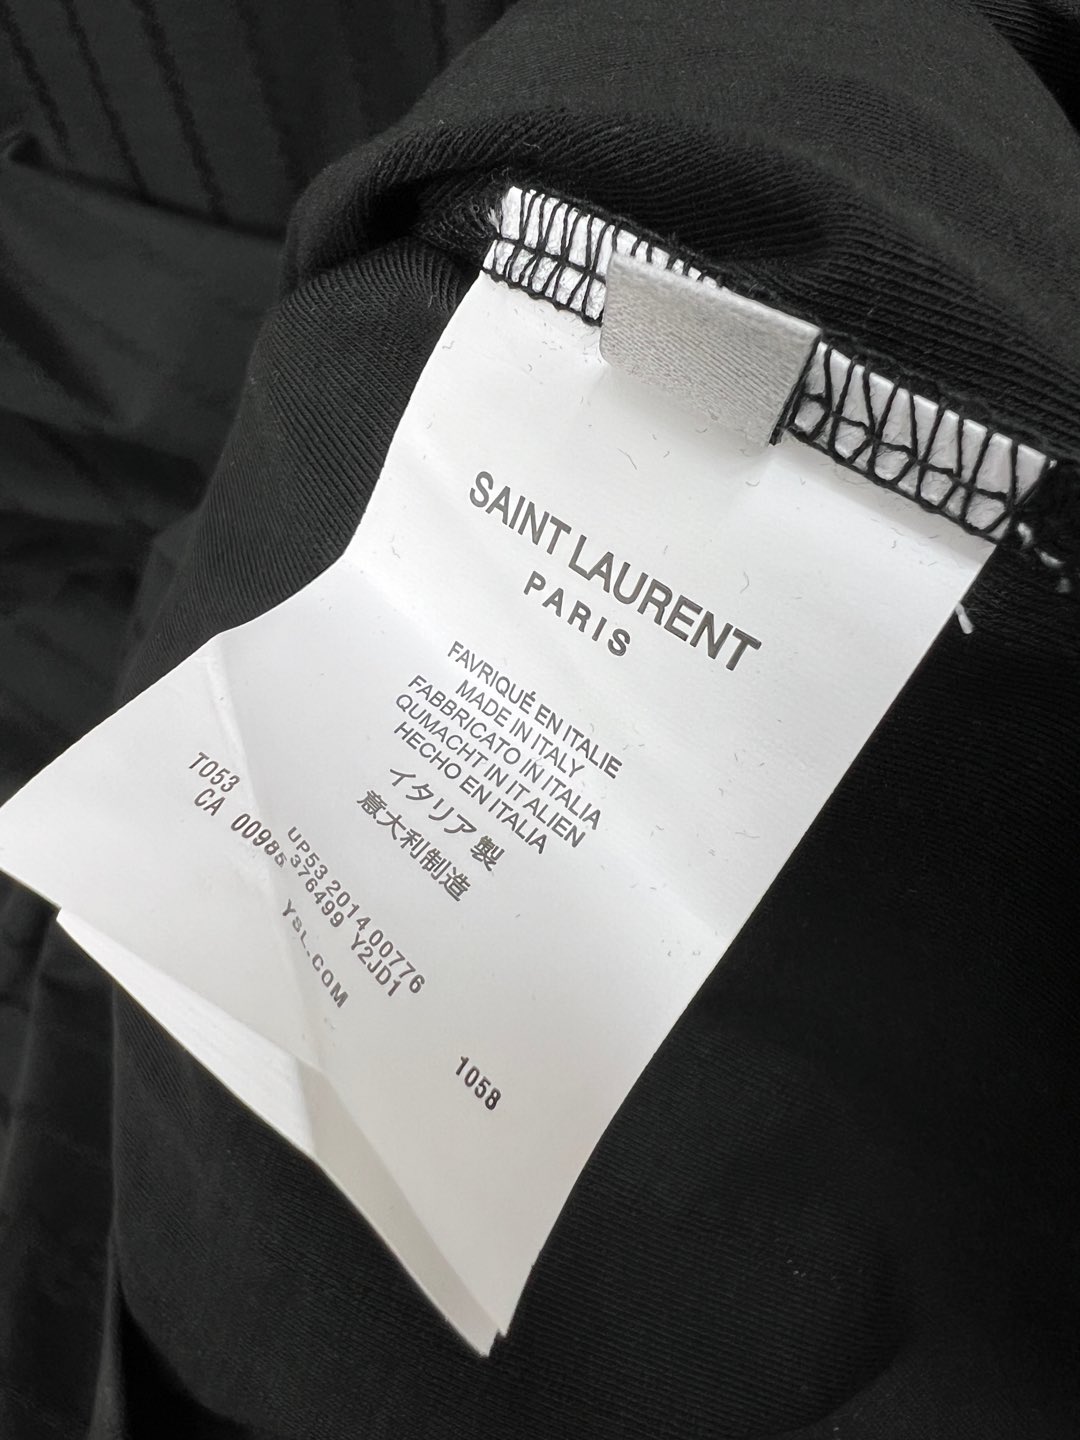 SAINT LAURENT
PARIS
FAVRIQUÉ EN ITALIE
MADE IN ITALY
FABBRICATO IN ITALIA
QUMACHT IN IT ALIEN
HECHO EN ITALIA
イタリア 製
意大利制造
T053
CA 00986
UP53 2014 00776
376499 Y2JD1
YSL.COM
1058